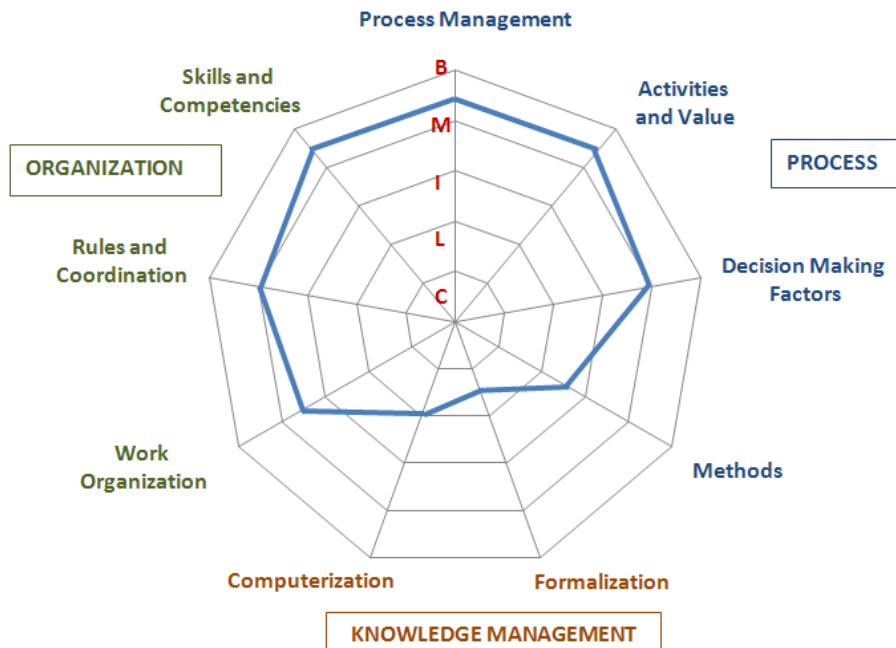 Process Management
B
Skills and
Competencies
Activities
and Value
M
ORGANIZATION
PROCESS
I
Rules and
Coordination
L
Decision Making
Factors
C
Work
Organization
Methods
Computerization
Formalization
KNOWLEDGE MANAGEMENT